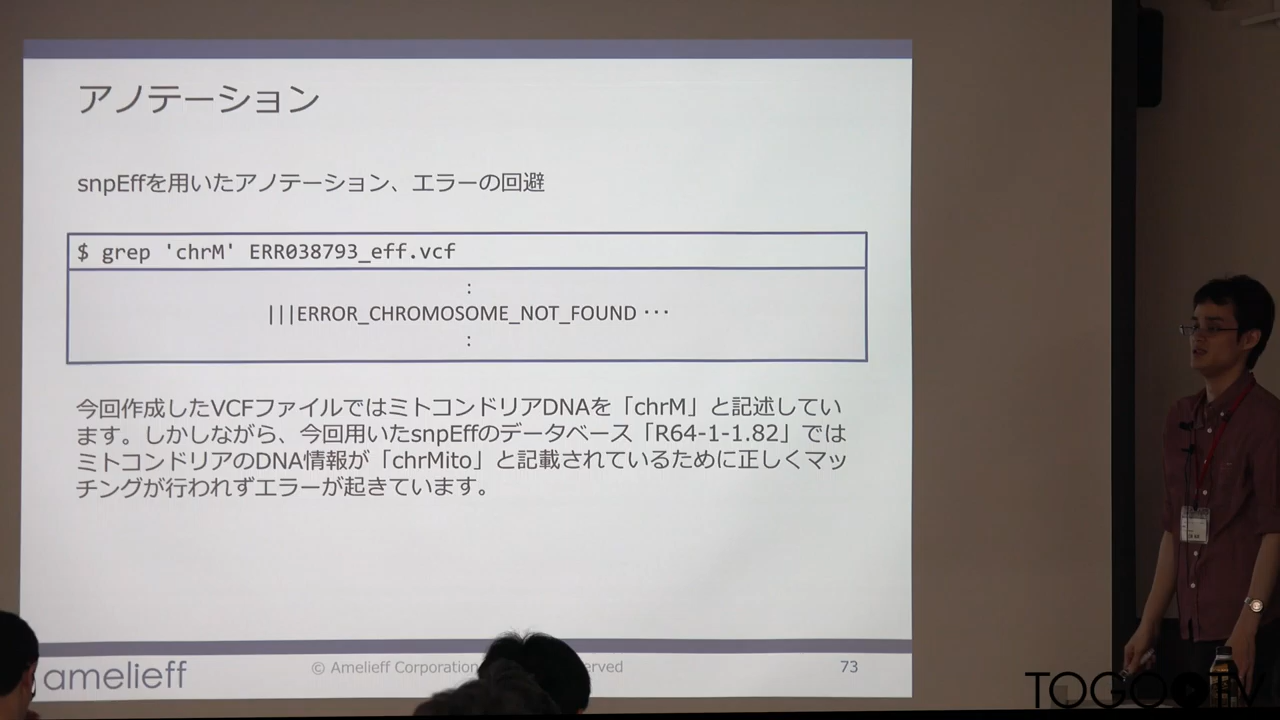 アノテーション
snpEffを用いたアノテーション、エラーの回避
$ grep 'chrM' ERR038793_eff.vcf
:
|||ERROR_CHROMOSOME_NOT_FOUND ･･･
:
今回作成したVCFファイルではミトコンドリアDNAを「chrM」と記述してい
ます。しかしながら、今回用いたsnpEffのデータベース「R64-1-1.82」では
ミトコンドリアのDNA情報が「chrMito」と記載されているために正しくマッ
チングが行われずエラーが起きています。
amelieff
© Amelieff Corporation erved
73
TOGO TV